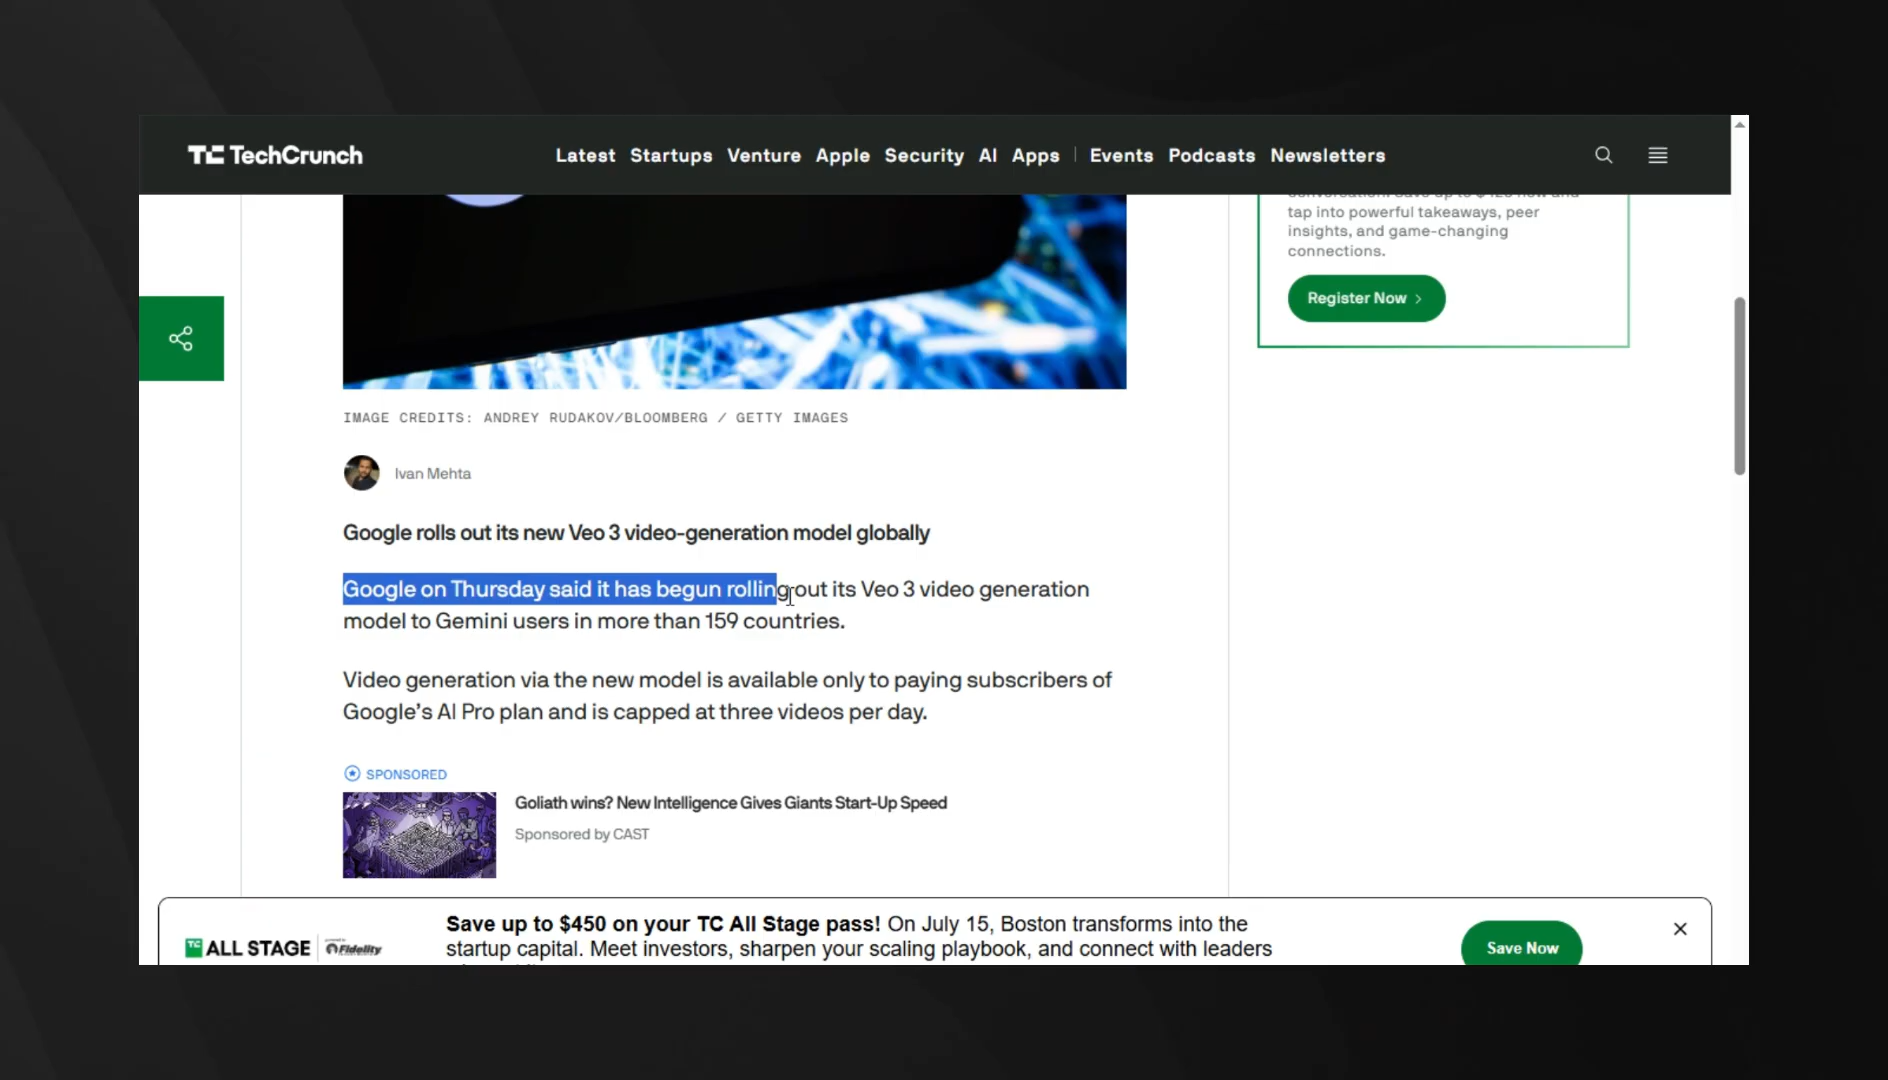 TechCrunch
Latest Startups Venture Apple Security AI Apps Events Podcasts Newsletters
tap into powerful takeaways, peer
insights, and game-changing
connections.
Register Now
IMAGE CREDITS: ANDREY RUDAKOV/BLOOMBERG / GETTY IMAGES
Ivan Mehta
Google rolls out its new Veo 3 video-generation model globally
Google on Thursday said it has begun rolling out its Veo 3 video generation
model to Gemini users in more than 159 countries.
Video generation via the new model is available only to paying subscribers of
Google’s AI Pro plan and is capped at three videos per day.
SPONSORED
Goliath wins? New Intelligence Gives Giants Start-Up Speed
Sponsored by CAST
TC ALL STAGE Fidelity
Save up to $450 on your TC All Stage pass! On July 15, Boston transforms into the
startup capital. Meet investors, sharpen your scaling playbook, and connect with leaders
Save Now